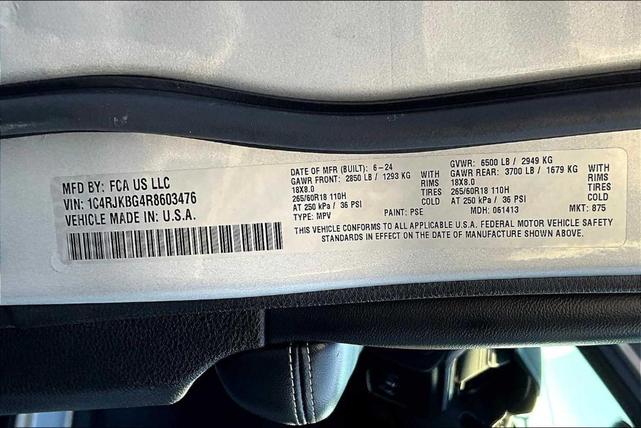 MFD BY: FCA US LLC
VIN: 1C4RJKBG4R8603476
VEHICLE MADE IN U.S.A.
DATE OF MFR (BUILT): 6-24
GAWR FRONT: 2850 LB / 1293 KG WITH
18X8.0 RIMS
265/60R18 110H TIRES
AT 250 kPa / 36 PSI COLD
TYPE: MPV PAINT: PSE
GVWR: 6500 LB / 2949 KG
GAWR REAR: 3700 LB / 1679 KG WITH
18X8.0 RIMS
265/60R18 110H TIRES
AT 250 kPa / 36 PSI COLD
MDH: 061413 MKT: 875
THIS VEHICLE CONFORMS TO ALL APPLICABLE U.S.A. FEDERAL MOTOR VEHICLE SAFETY
STANDARDS IN EFFECT ON THE DATE OF MANUFACTURE SHOWN ABOVE.